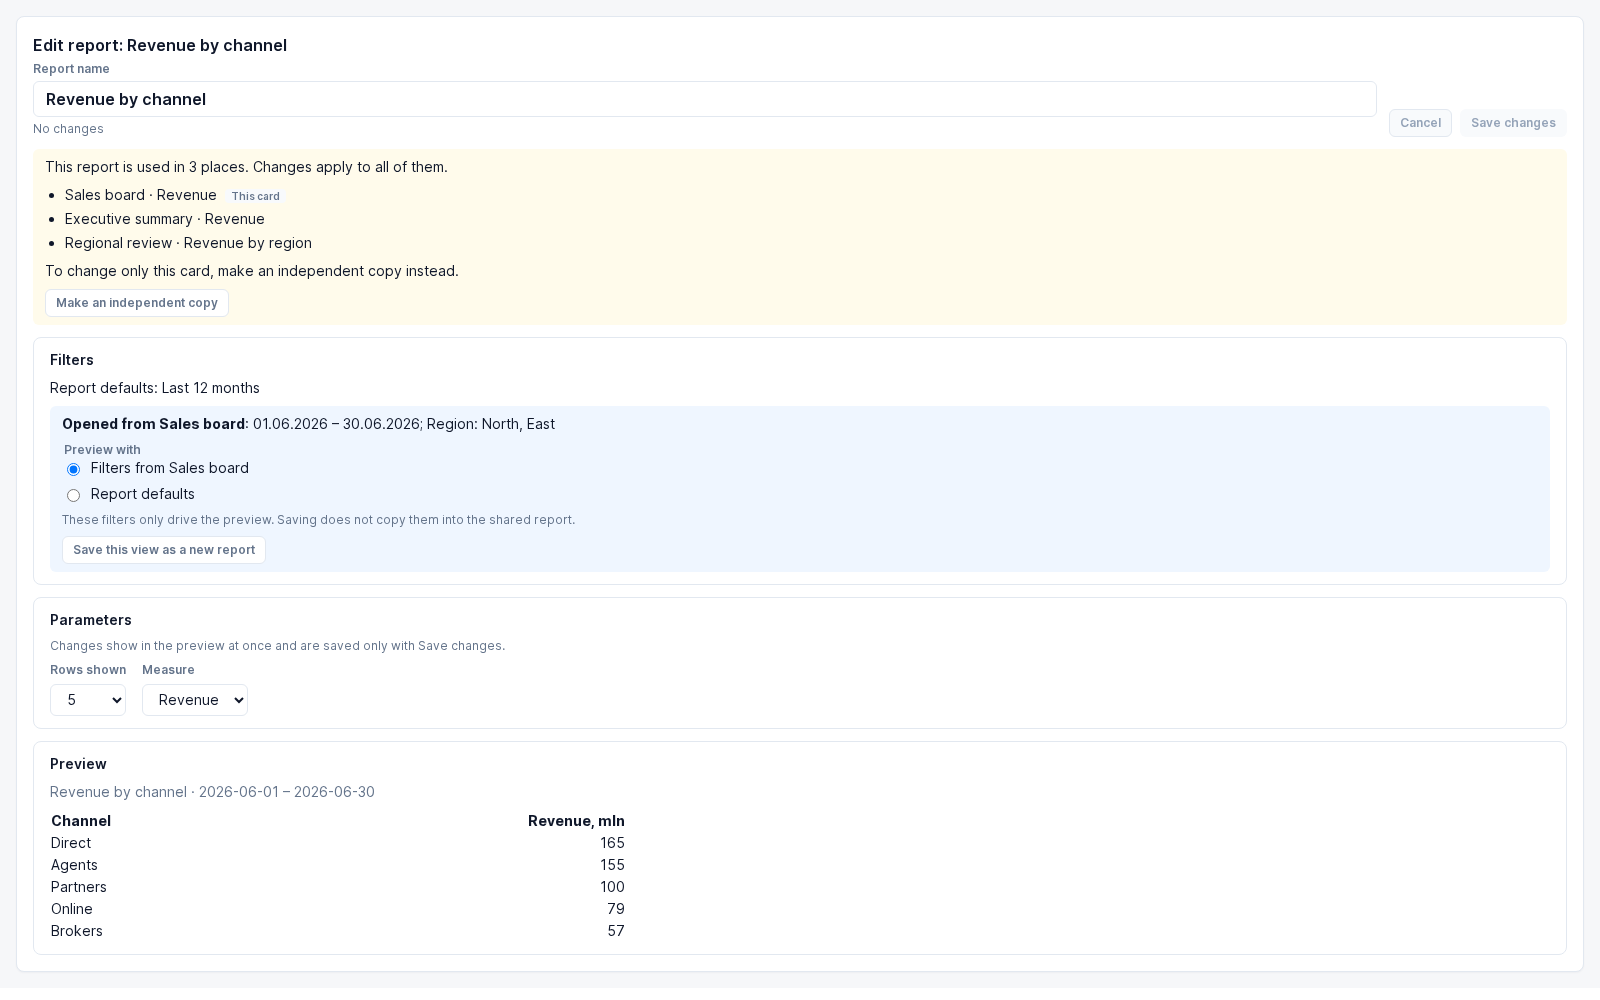 Edit report: Revenue by channel
Report name
Revenue by channel
No changes
Cancel
Save changes
This report is used in 3 places. Changes apply to all of them.
• Sales board · Revenue This card
• Executive summary · Revenue
• Regional review · Revenue by region
To change only this card, make an independent copy instead.
Make an independent copy
Filters
Report defaults: Last 12 months
Opened from Sales board: 01.06.2026 – 30.06.2026; Region: North, East
Preview with
Filters from Sales board
Report defaults
These filters only drive the preview. Saving does not copy them into the shared report.
Save this view as a new report
Parameters
Changes show in the preview at once and are saved only with Save changes.
Rows shown Measure
5 Revenue
Preview
Revenue by channel · 2026-06-01 – 2026-06-30
Channel Revenue, mln
Direct 165
Agents 155
Partners 100
Online 79
Brokers 57